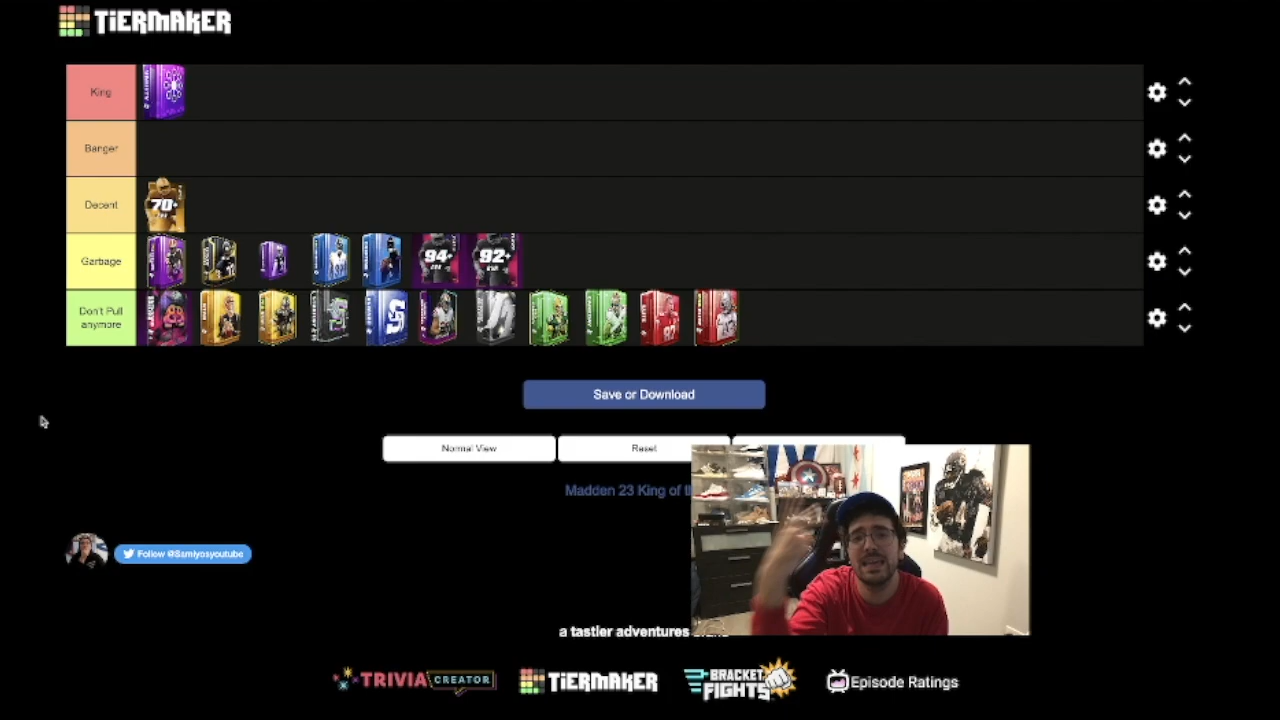 TIERMAKER
King
Banger
Decent
70+
Garbage
94+
92+
Don't Pull
anymore
Save or Download
Normal View
Reset
Madden 23 King of
Follow @Samiyosyoutube
a tastier adventures
TRIVIA CREATOR
TIERMAKER
BRACKET
FIGHTS
Episode Ratings